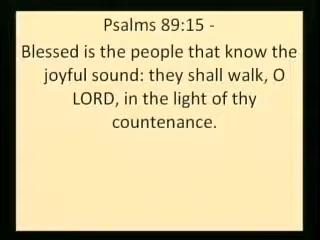 Psalms 89:15 -
Blessed is the people that know the
joyful sound: they shall walk, O
LORD, in the light of thy
countenance.